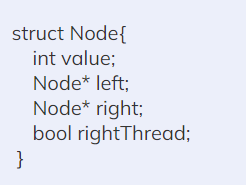 struct Node{
int value;
Node* left;
Node* right;
bool rightThread;
}